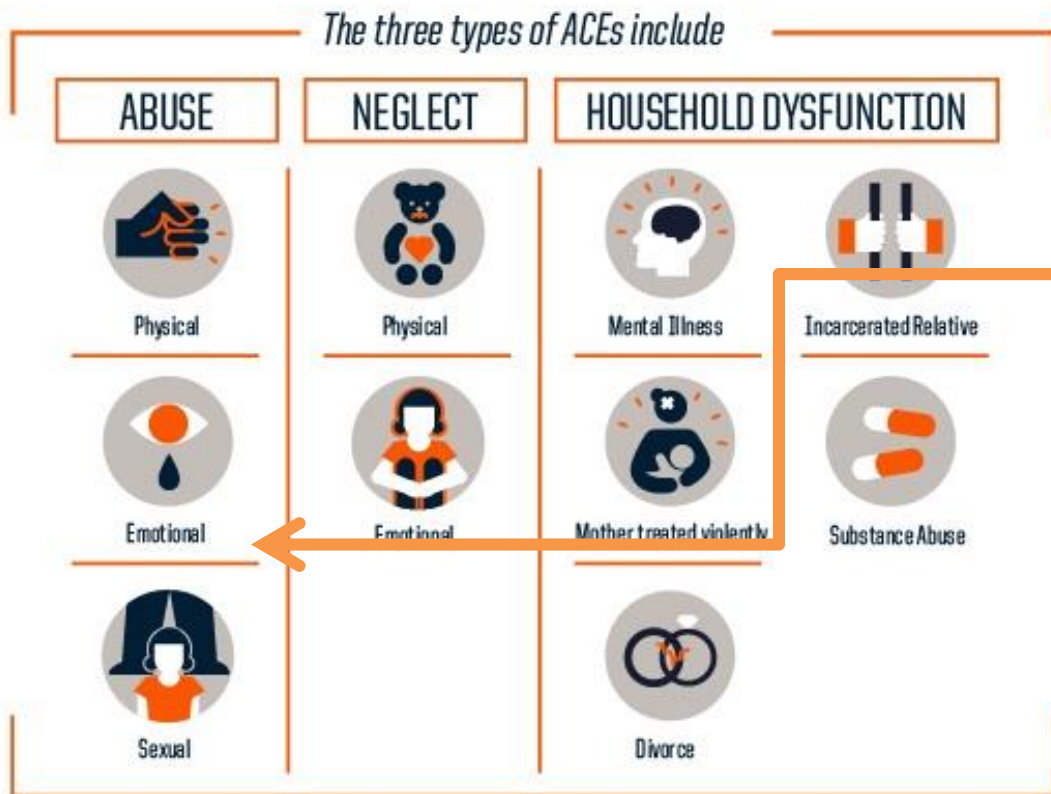 The three types of ACEs include
ABUSE
NEGLECT
HOUSEHOLD DYSFUNCTION
Physical
Physical
Mental Illness
Incarcerated Relative
Emotional
Emotional
Mother treated violently
Substance Abuse
Sexual
Divorce